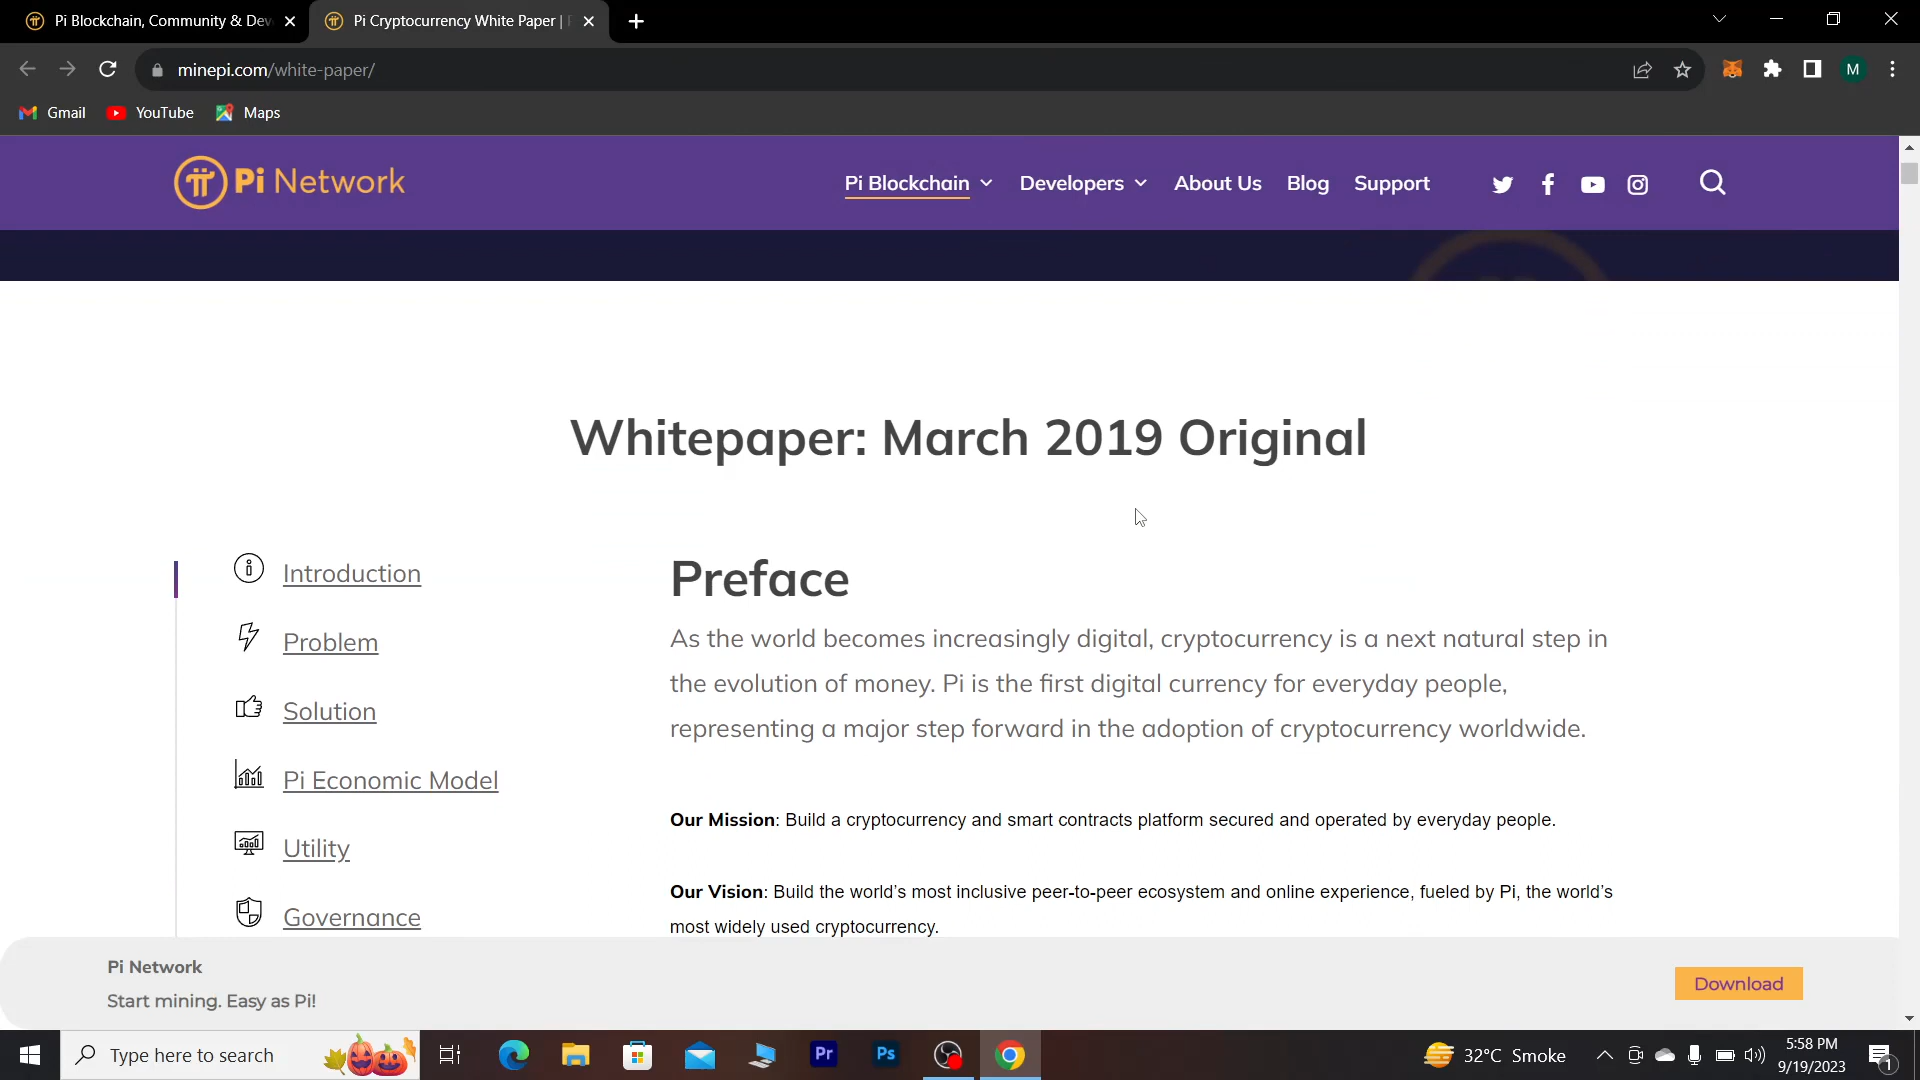 Pi Blockchain, Community & Dev
Pi Cryptocurrency White Paper |
minepi.com/white-paper/
M
Gmail
YouTube
Maps
Pi Network
Pi Blockchain
Developers
About Us
Blog
Support
Whitepaper: March 2019 Original
Introduction
Problem
Solution
Pi Economic Model
Utility
Governance
Preface
As the world becomes increasingly digital, cryptocurrency is a next natural step in
the evolution of money. Pi is the first digital currency for everyday people,
representing a major step forward in the adoption of cryptocurrency worldwide.
Our Mission: Build a cryptocurrency and smart contracts platform secured and operated by everyday people.
Our Vision: Build the world’s most inclusive peer-to-peer ecosystem and online experience, fueled by Pi, the world’s
most widely used cryptocurrency.
Pi Network
Start mining. Easy as Pi!
Download
Type here to search
Pr
Ps
32°C Smoke
5:58 PM
9/19/2023
1